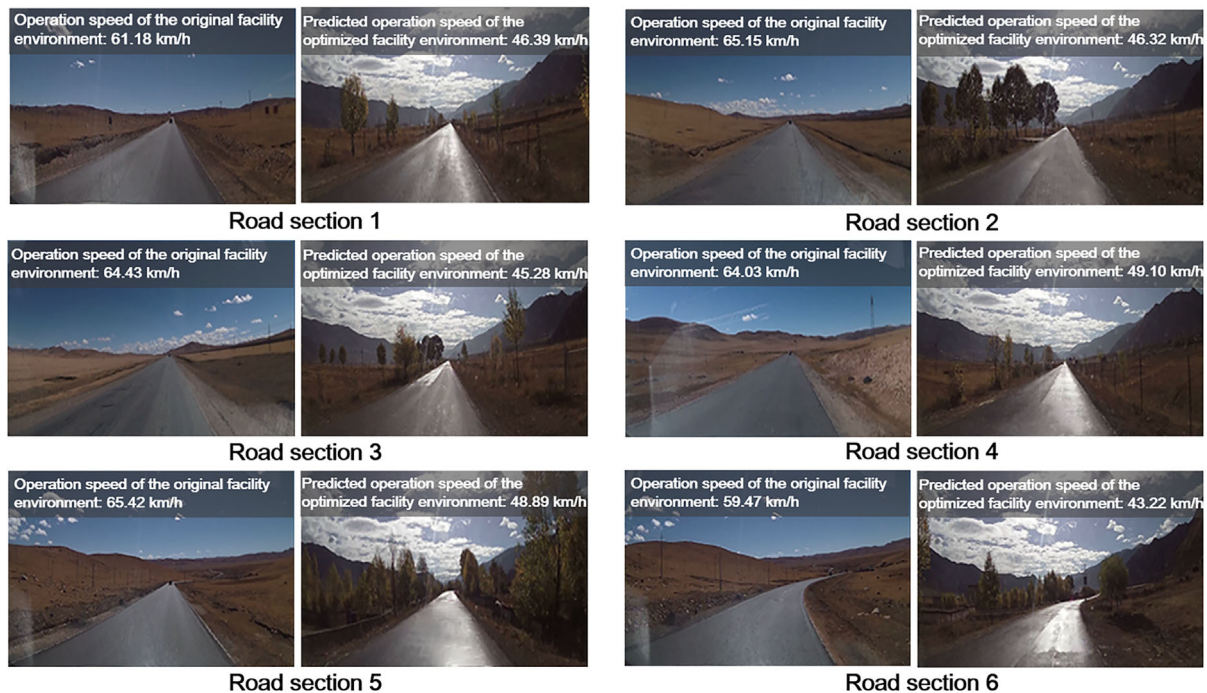 Operation speed of the original facility
environment: 61.18 km/h
Predicted operation speed of the
optimized facility environment: 46.39 km/h
Road section 1
Operation speed of the original facility
environment: 65.15 km/h
Predicted operation speed of the
optimized facility environment: 46.32 km/h
Road section 2
Operation speed of the original facility
environment: 64.43 km/h
Predicted operation speed of the
optimized facility environment: 45.28 km/h
Road section 3
Operation speed of the original facility
environment: 64.03 km/h
Predicted operation speed of the
optimized facility environment: 49.10 km/h
Road section 4
Operation speed of the original facility
environment: 65.42 km/h
Predicted operation speed of the
optimized facility environment: 48.89 km/h
Road section 5
Operation speed of the original facility
environment: 59.47 km/h
Predicted operation speed of the
optimized facility environment: 43.22 km/h
Road section 6